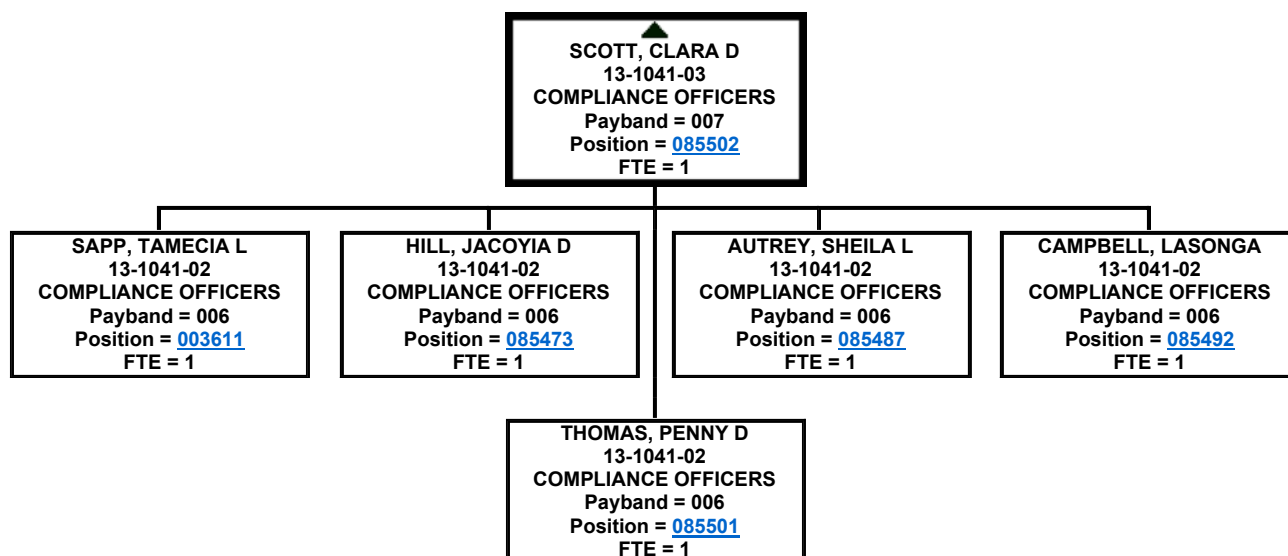 SCOTT, CLARA D
13-1041-03
COMPLIANCE OFFICERS
Payband = 007
Position = 085502
FTE = 1
SAPP, TAMECIA L
13-1041-02
COMPLIANCE OFFICERS
Payband = 006
Position = 003611
FTE = 1
HILL, JACOYIA D
13-1041-02
COMPLIANCE OFFICERS
Payband = 006
Position = 085473
FTE = 1
AUTREY, SHEILA L
13-1041-02
COMPLIANCE OFFICERS
Payband = 006
Position = 085487
FTE = 1
CAMPBELL, LASONGA
13-1041-02
COMPLIANCE OFFICERS
Payband = 006
Position = 085492
FTE = 1
THOMAS, PENNY D
13-1041-02
COMPLIANCE OFFICERS
Payband = 006
Position = 085501
FTE = 1